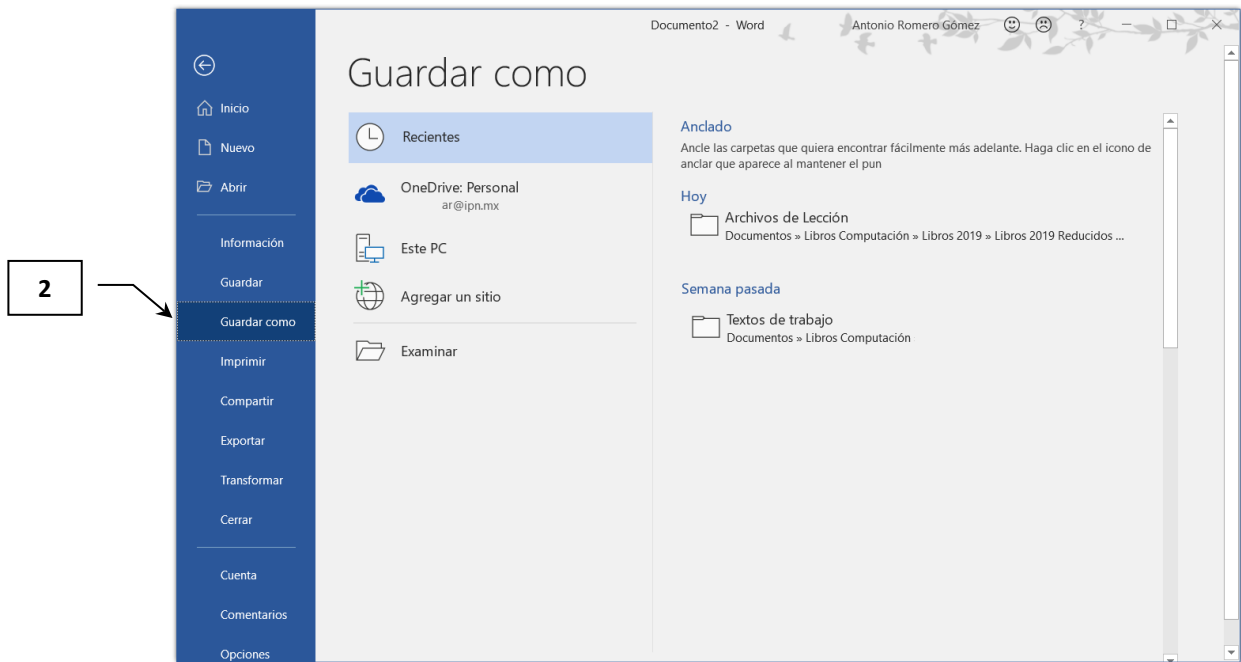 Documento2 - Word
Antonio Romero Gómez
?
Guardar como
Inicio
Nuevo
Abrir
Información
Guardar
Guardar como
Imprimir
Compartir
Exportar
Transformar
Cerrar
Cuenta
Comentarios
Opciones
2
Recientes
OneDrive: Personal
ar@ipn.mx
Este PC
Agregar un sitio
Examinar
Anclado
Ancle las carpetas que quiera encontrar fácilmente más adelante. Haga clic en el icono de
anclar que aparece al mantener el pun
Hoy
Archivos de Lección
Documentos » Libros Computación » Libros 2019 » Libros 2019 Reducidos ...
Semana pasada
Textos de trabajo
Documentos » Libros Computación